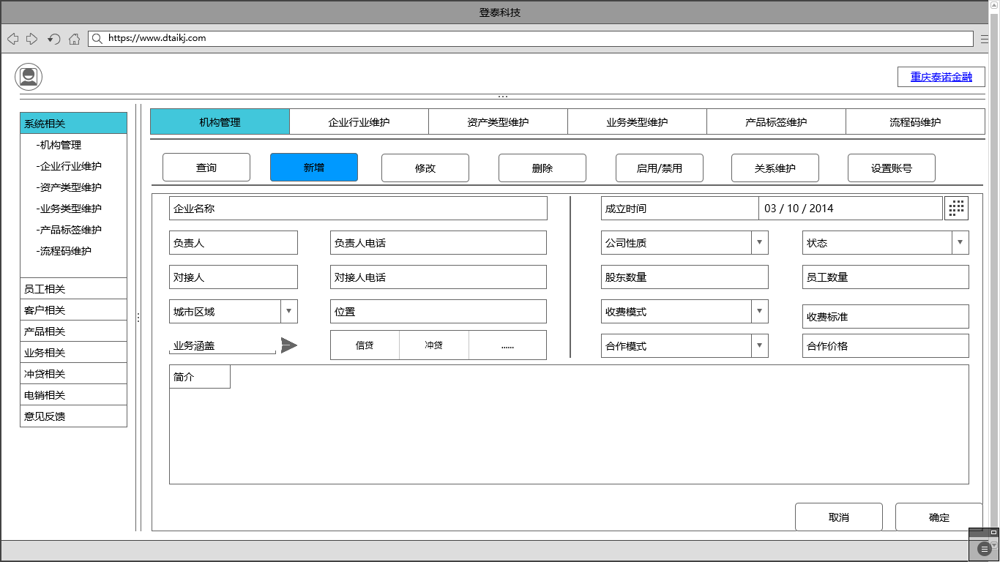 登泰科技
https://www.dtaikj.com
重庆泰诺金融
系统相关
-机构管理
-企业行业维护
-资产类型维护
-业务类型维护
-产品标签维护
-流程码维护
员工相关
客户相关
产品相关
业务相关
冲贷相关
电销相关
意见反馈
机构管理 企业行业维护 资产类型维护 业务类型维护 产品标签维护 流程码维护
查询 新增 修改 删除 启用/禁用 关系维护 设置账号
企业名称 成立时间 03 / 10 / 2014
负责人 负责人电话 公司性质 状态
对接人 对接人电话 股东数量 员工数量
城市区域 位置 收费模式 收费标准
业务涵盖 信贷 冲贷 ...... 合作模式 合作价格
简介
取消 确定